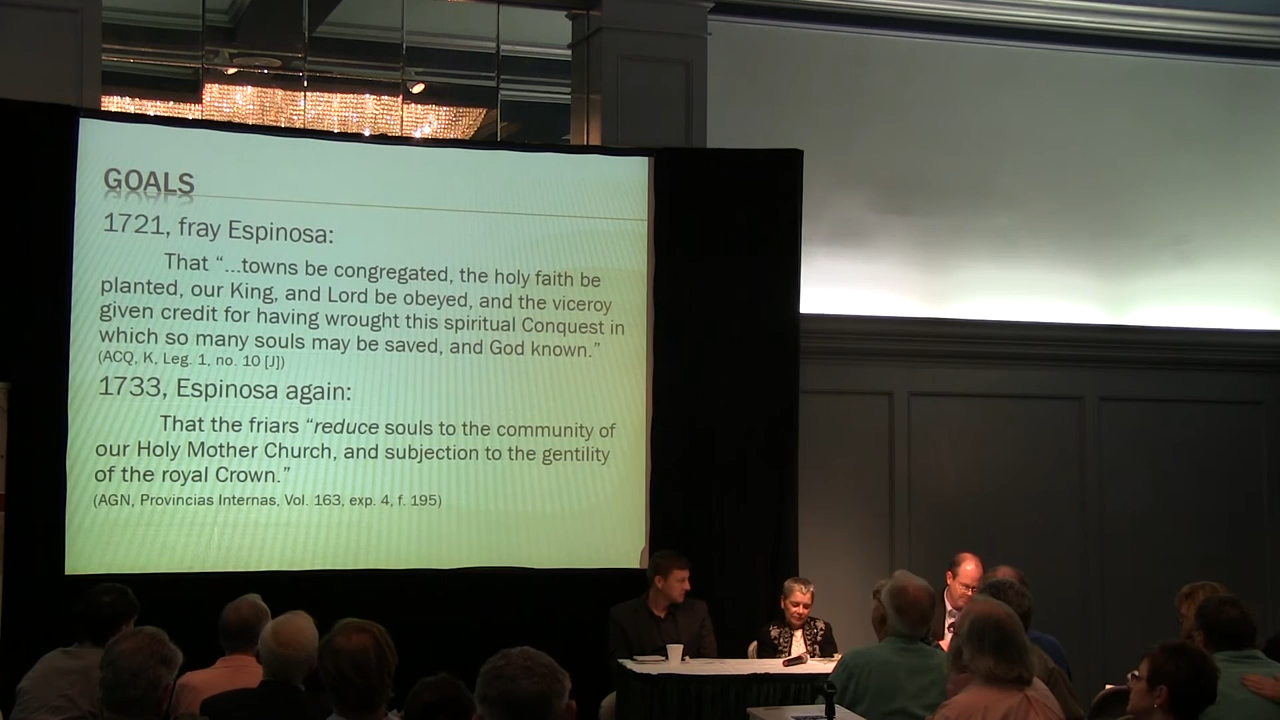 GOALS
1721, fray Espinosa:
That “...towns be congregated, the holy faith be
planted, our King, and Lord be obeyed, and the viceroy
given credit for having wrought this spiritual Conquest in
which so many souls may be saved, and God known.”
(ACQ, K, Leg. 1, no. 10 [J])
1733, Espinosa again:
That the friars “reduce souls to the community of
our Holy Mother Church, and subjection to the gentility
of the royal Crown.”
(AGN, Provincias Internas, Vol. 163, exp. 4, f. 195)